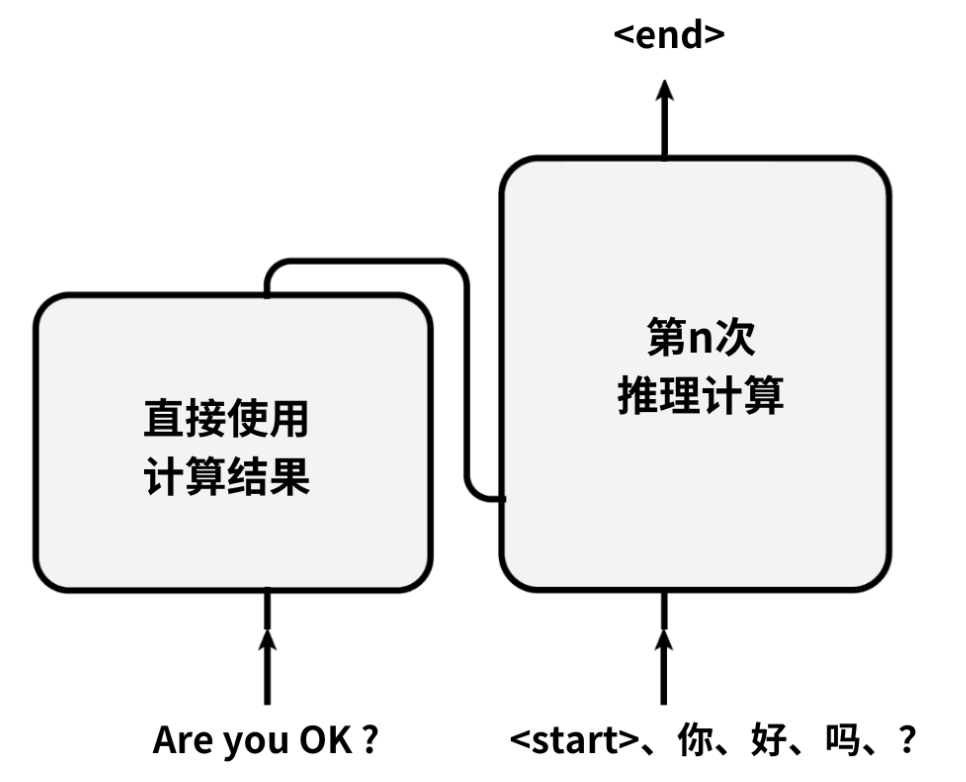 <end>
第n次
推理计算
直接使用
计算结果
Are you OK ?
<start>、你、好、吗、?